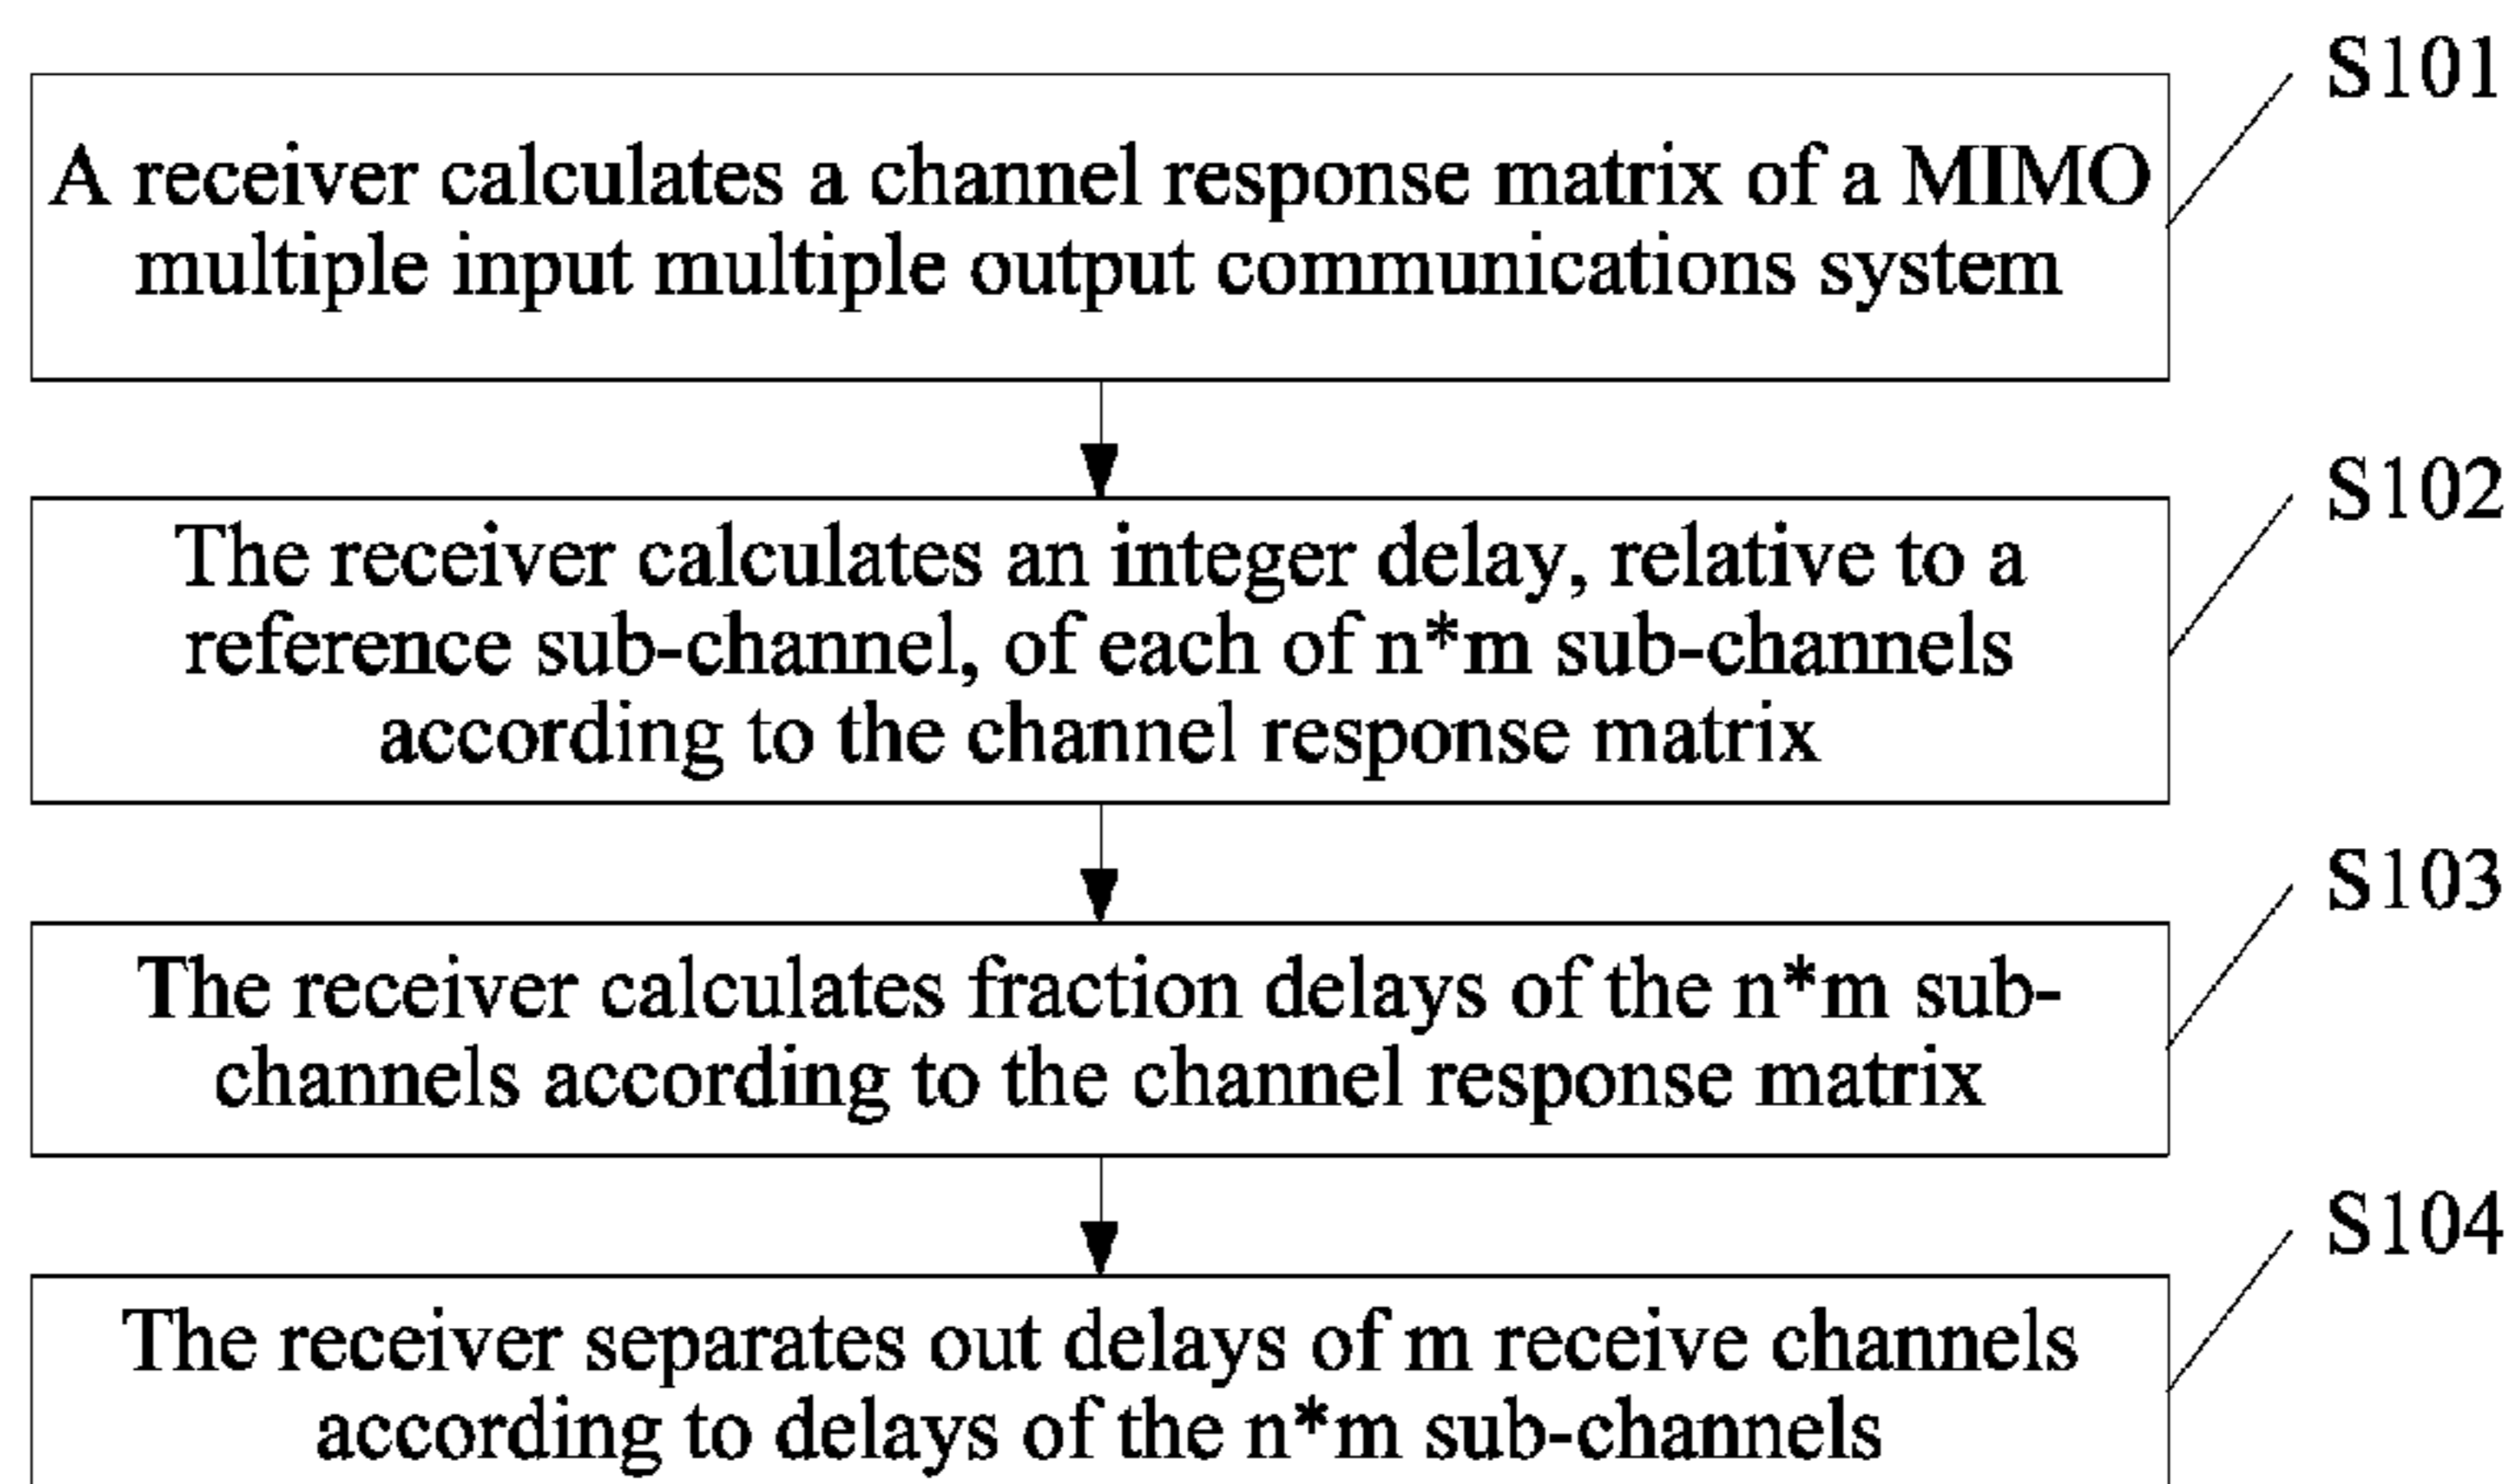 S101
A receiver calculates a channel response matrix of a MIMO
multiple input multiple output communications system
S102
The receiver calculates an integer delay, relative to a
reference sub-channel, of each of n*m sub-channels
according to the channel response matrix
S103
The receiver calculates fraction delays of the n*m sub-
channels according to the channel response matrix
S104
The receiver separates out delays of m receive channels
according to delays of the n*m sub-channels